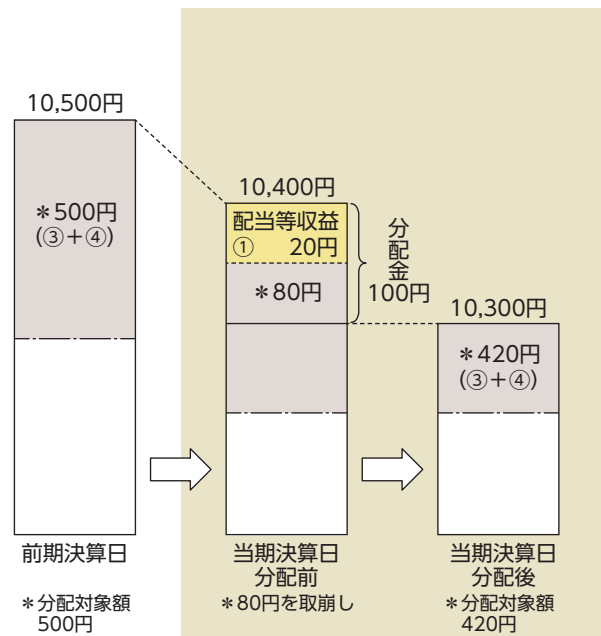 10,500円
＊500円
(③＋④)
前期決算日
＊分配対象額
500円
10,400円
配当等収益
① 20円
＊80円
分配金
100円
当期決算日
分配前
＊80円を取崩し
10,300円
＊420円
(③＋④)
当期決算日
分配後
＊分配対象額
420円